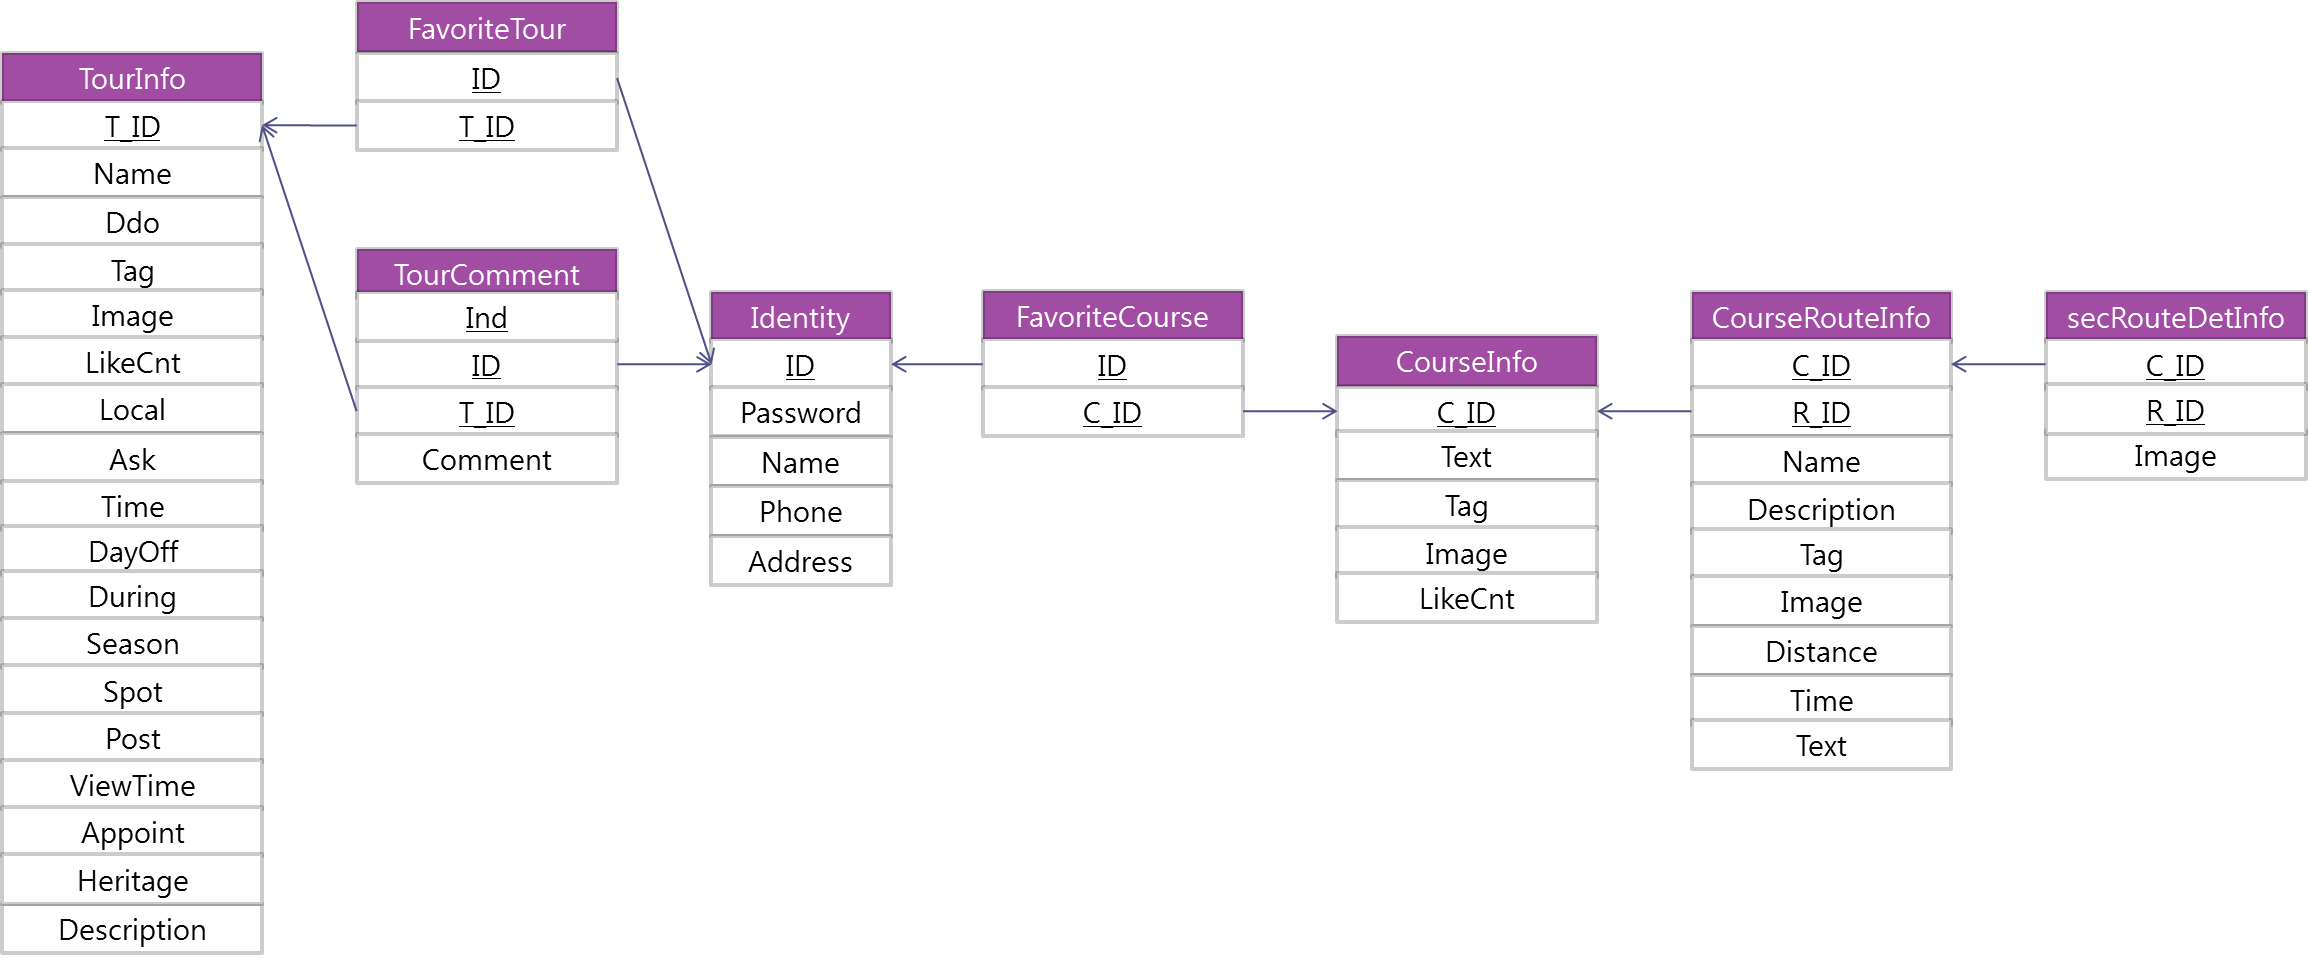 TourInfo
T_ID
Name
Ddo
Tag
Image
LikeCnt
Local
Ask
Time
DayOff
During
Season
Spot
Post
ViewTime
Appoint
Heritage
Description
FavoriteTour
ID
T_ID
TourComment
Ind
ID
T_ID
Comment
Identity
ID
Password
Name
Phone
Address
FavoriteCourse
ID
C_ID
CourseInfo
C_ID
Text
Tag
Image
LikeCnt
CourseRouteInfo
C_ID
R_ID
Name
Description
Tag
Image
Distance
Time
Text
secRouteDetInfo
C_ID
R_ID
Image